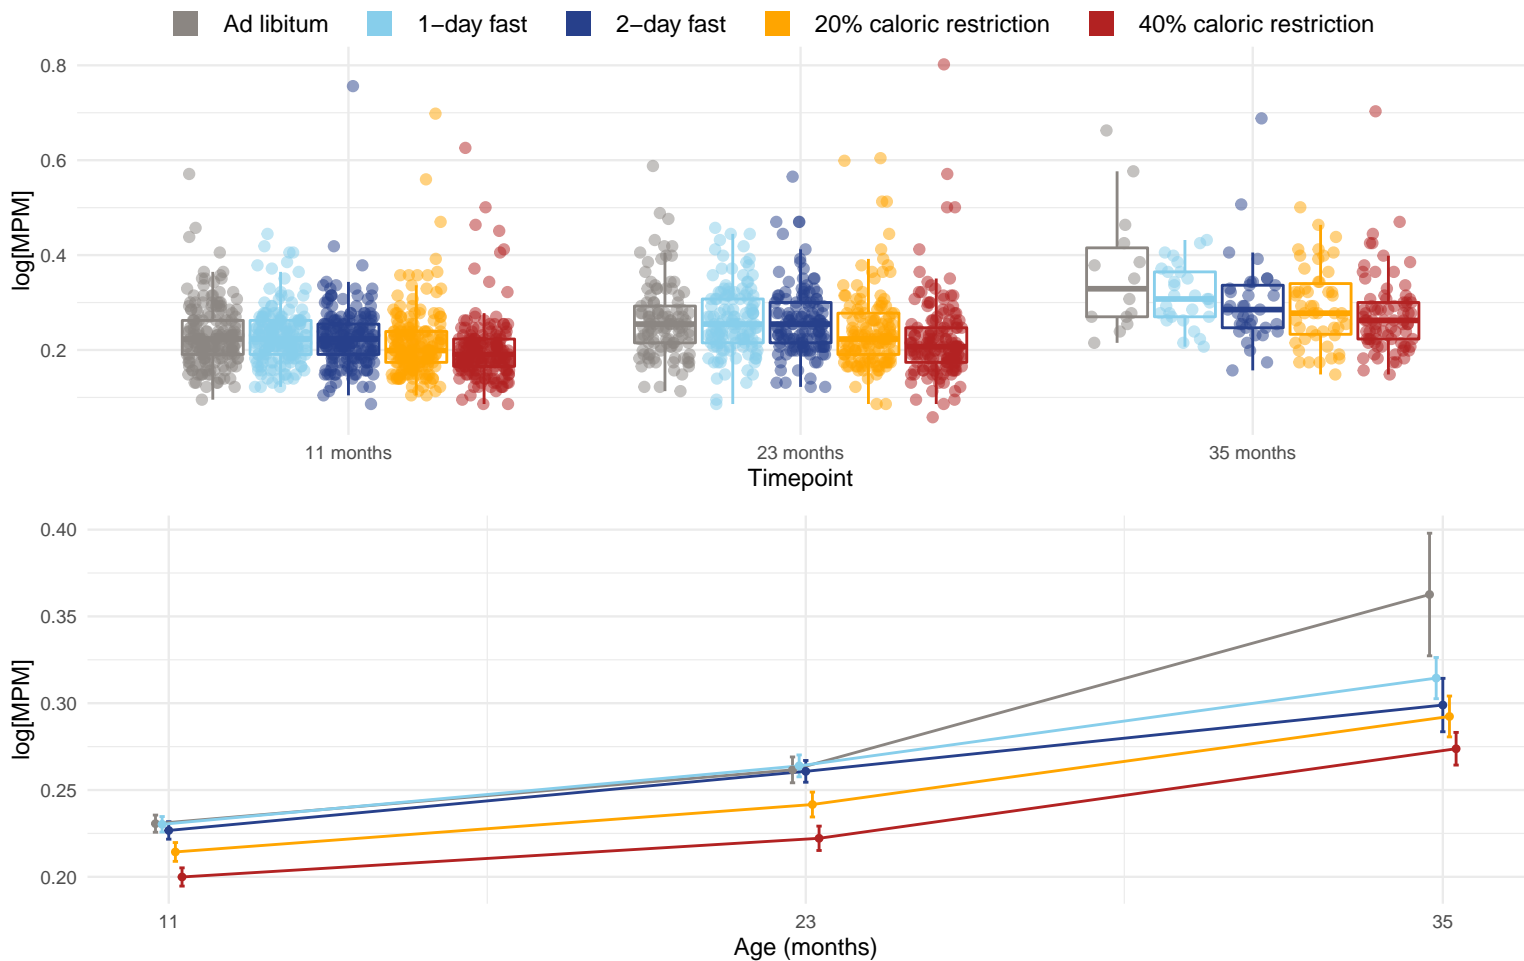 Ad libitum 1−day fast 2−day fast 20% caloric restriction 40% caloric restriction
0.8
0.6
0.4
0.2
log[MPM]
11 months 23 months 35 months
Timepoint
0.40
0.35
0.30
0.25
0.20
log[MPM]
11 23 35
Age (months)